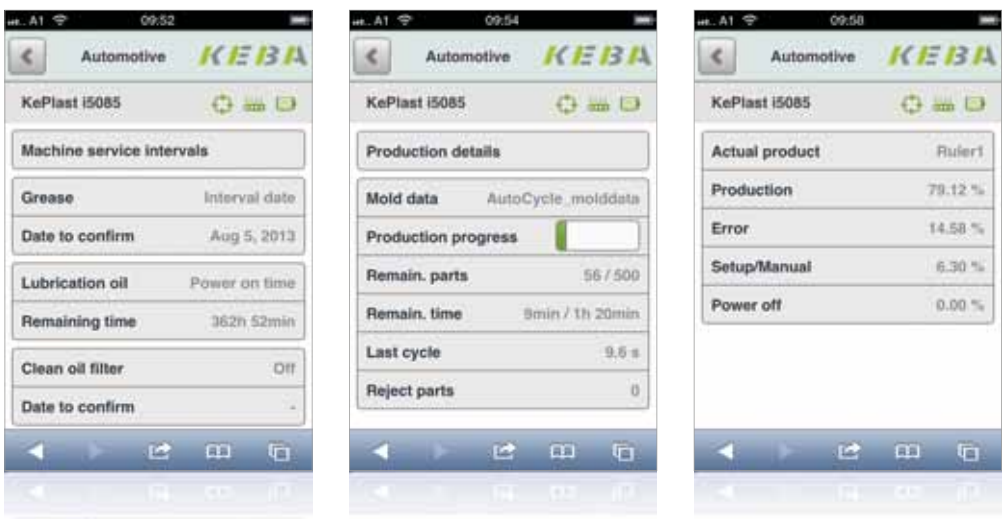 A1 09:52
Automotive KEBA
KePlast i5085
Machine service intervals
Grease Interval date
Date to confirm Aug 5, 2013
Lubrication oil Power on time
Remaining time 362h 52min
Clean oil filter Off
Date to confirm -
A1 09:54
Automotive KEBA
KePlast i5085
Production details
Mold data AutoCycle_molddata
Production progress
Remain. parts 56 / 500
Remain. time 9min / 1h 20min
Last cycle 9.6 s
Reject parts 0
A1 09:58
Automotive KEBA
KePlast i5085
Actual product Ruler1
Production 79.12 %
Error 14.58 %
Setup/Manual 6.30 %
Power off 0.00 %